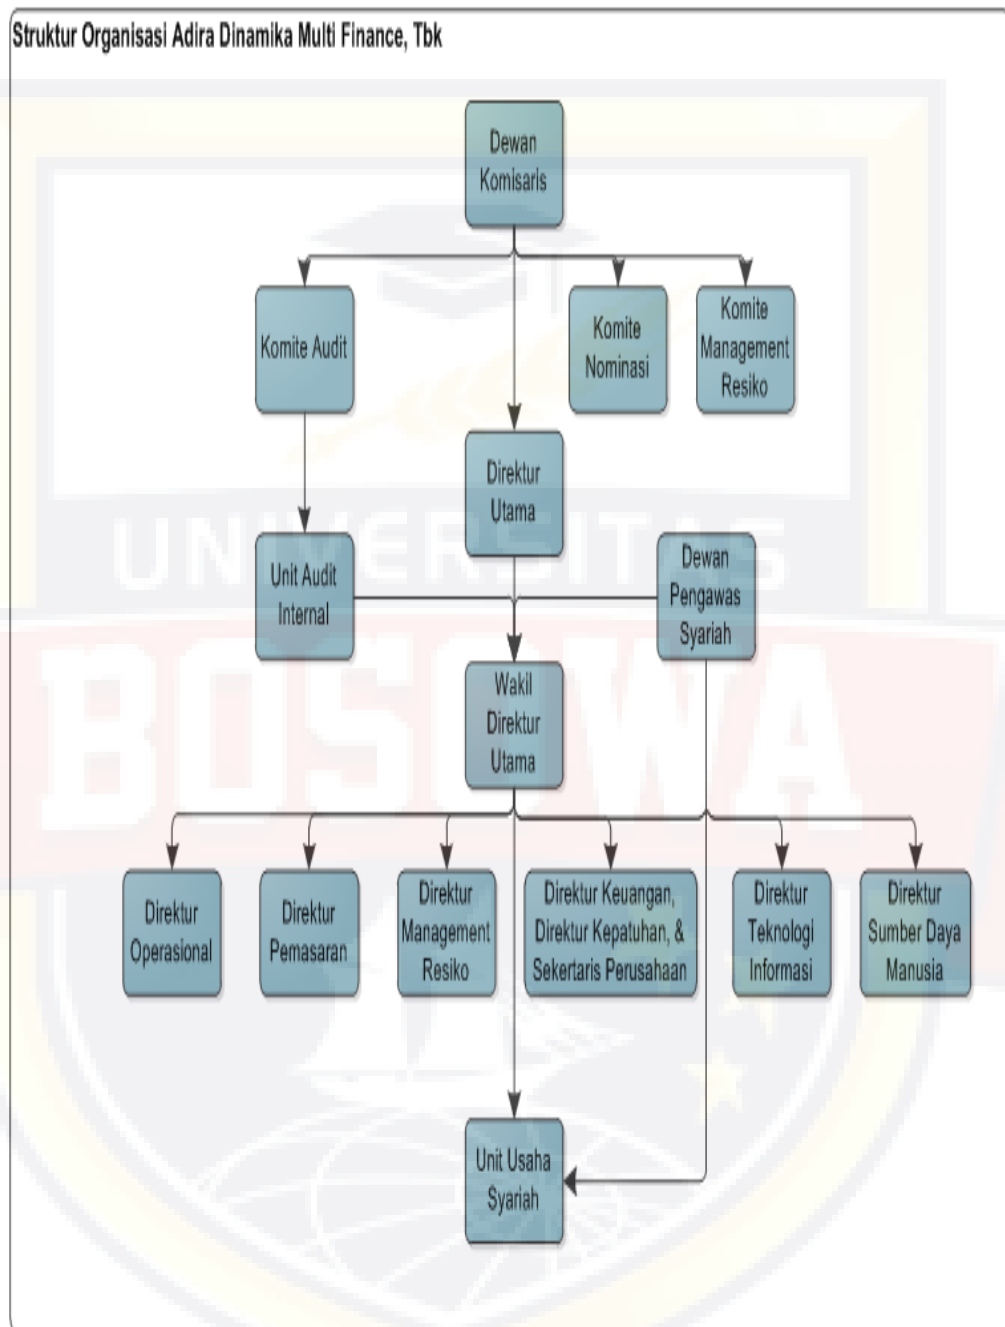 Struktur Organisasi Adira Dinamika Multi Finance, Tbk
Dewan
Komisaris
Komite Audit
Komite
Nominasi
Komite
Management
Resiko
Direktur
Utama
Unit Audit
Internal
Dewan
Pengawas
Syariah
UNIVERSITAS
BOSOWA
Wakil
Direktur
Utama
Direktur
Operasional
Direktur
Pemasaran
Direktur
Management
Resiko
Direktur Keuangan,
Direktur Kepatuhan, &
Sekertaris Perusahaan
Direktur
Teknologi
Informasi
Direktur
Sumber Daya
Manusia
Unit Usaha
Syariah